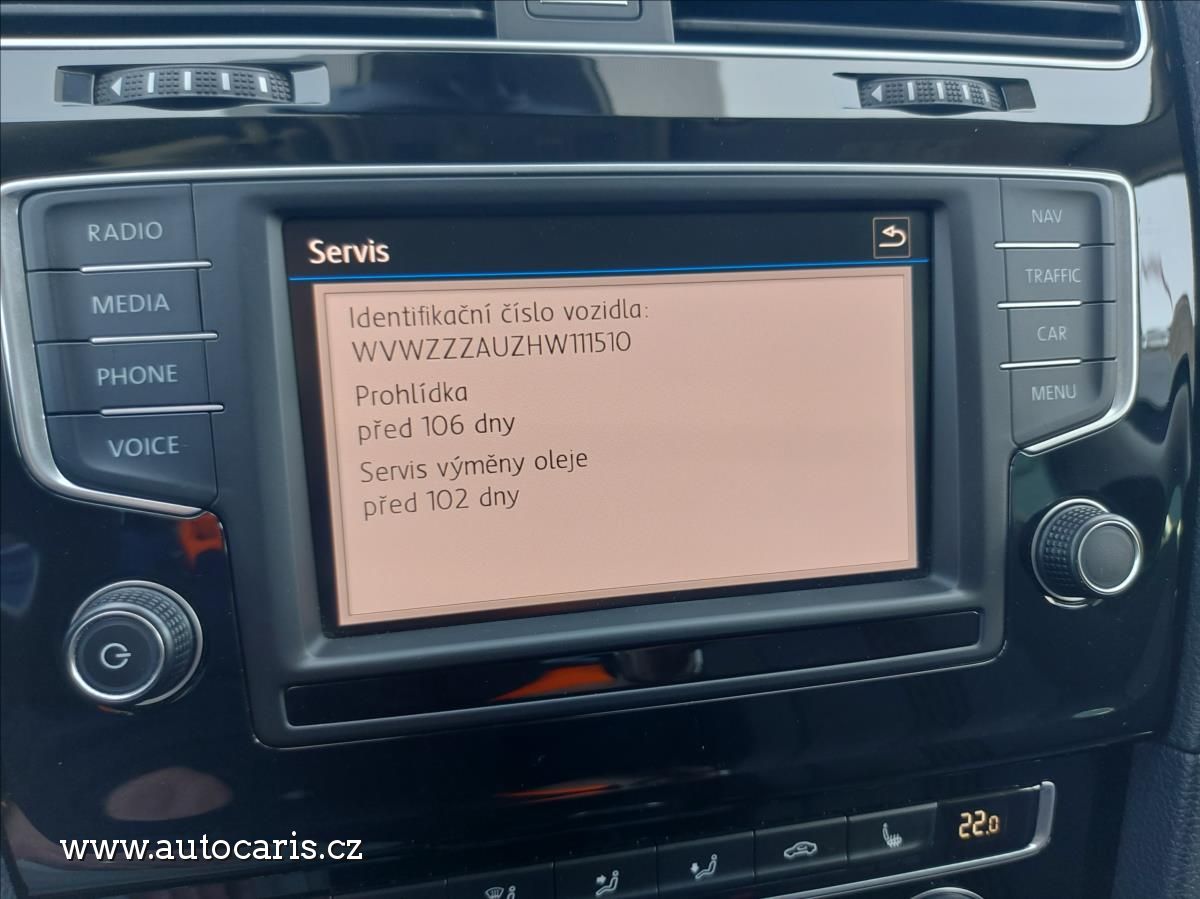 Servis
Identifikační číslo vozidla:
WVWZZZAUZHW111510
Prohlídka
před 106 dny
Servis výměny oleje
před 102 dny
RADIO
MEDIA
PHONE
VOICE
NAV
TRAFFIC
CAR
MENU
22.0
www.autocaris.cz